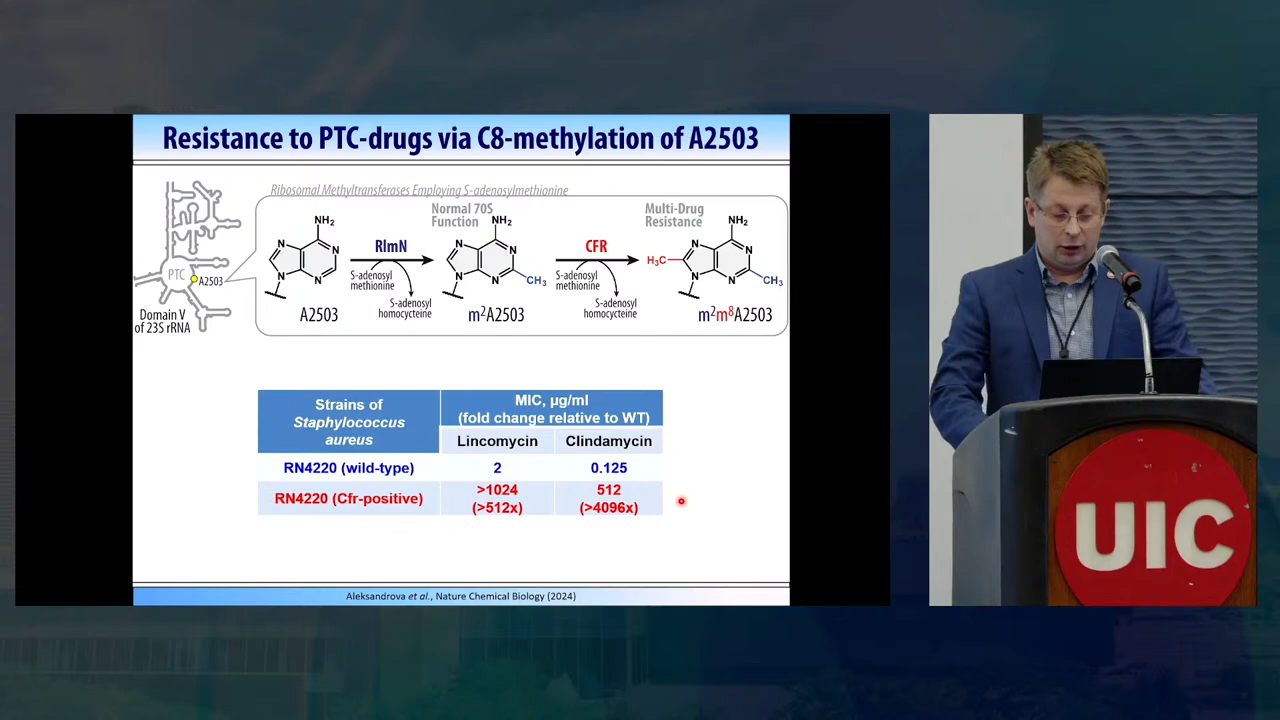 Resistance to PTC-drugs via C8-methylation of A2503
Ribosomal Methyltransferases Employing S-adenosylmethionine
PTC
A2503
Domain V
of 23S rRNA
NH2
N
N
N
N
A2503
RlmN
S-adenosyl
methionine
S-adenosyl
homocycteine
Normal 70S
Function
NH2
N
N
N
N
CH3
m2A2503
CFR
S-adenosyl
methionine
S-adenosyl
homocycteine
Multi-Drug
Resistance
NH2
H3C
N
N
N
N
CH3
m2m8A2503
Strains of
Staphylococcus
aureus
MIC, µg/ml
(fold change relative to WT)
Lincomycin Clindamycin
RN4220 (wild-type) 2 0.125
RN4220 (Cfr-positive) >1024 (>512x) 512 (>4096x)
Aleksandrova et al., Nature Chemical Biology (2024)
UIC